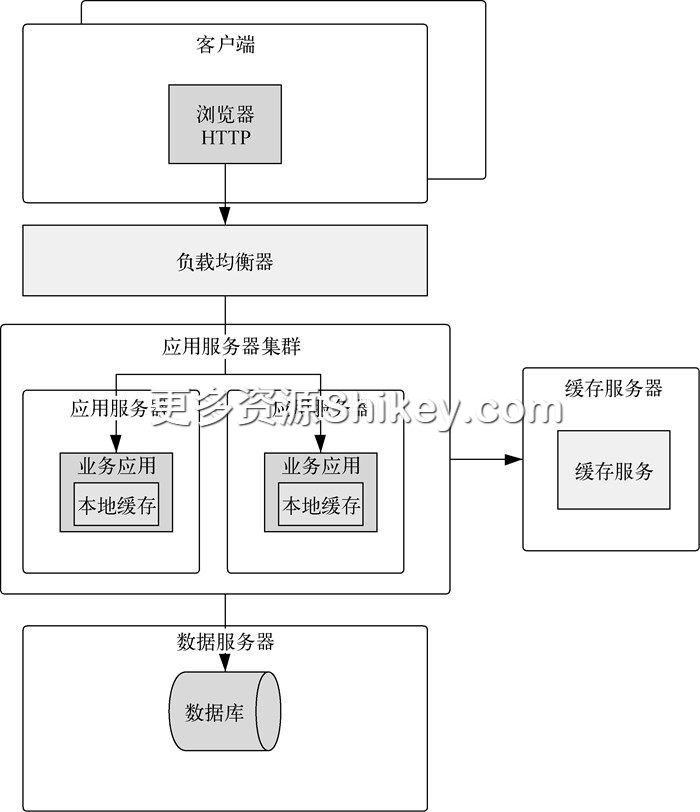 客户端
浏览器
HTTP
负载均衡器
应用服务器集群
应用服务器
应用服务器
更多资源Shikey.com
缓存服务器
业务应用
业务应用
缓存服务
本地缓存
本地缓存
数据服务器
数据库